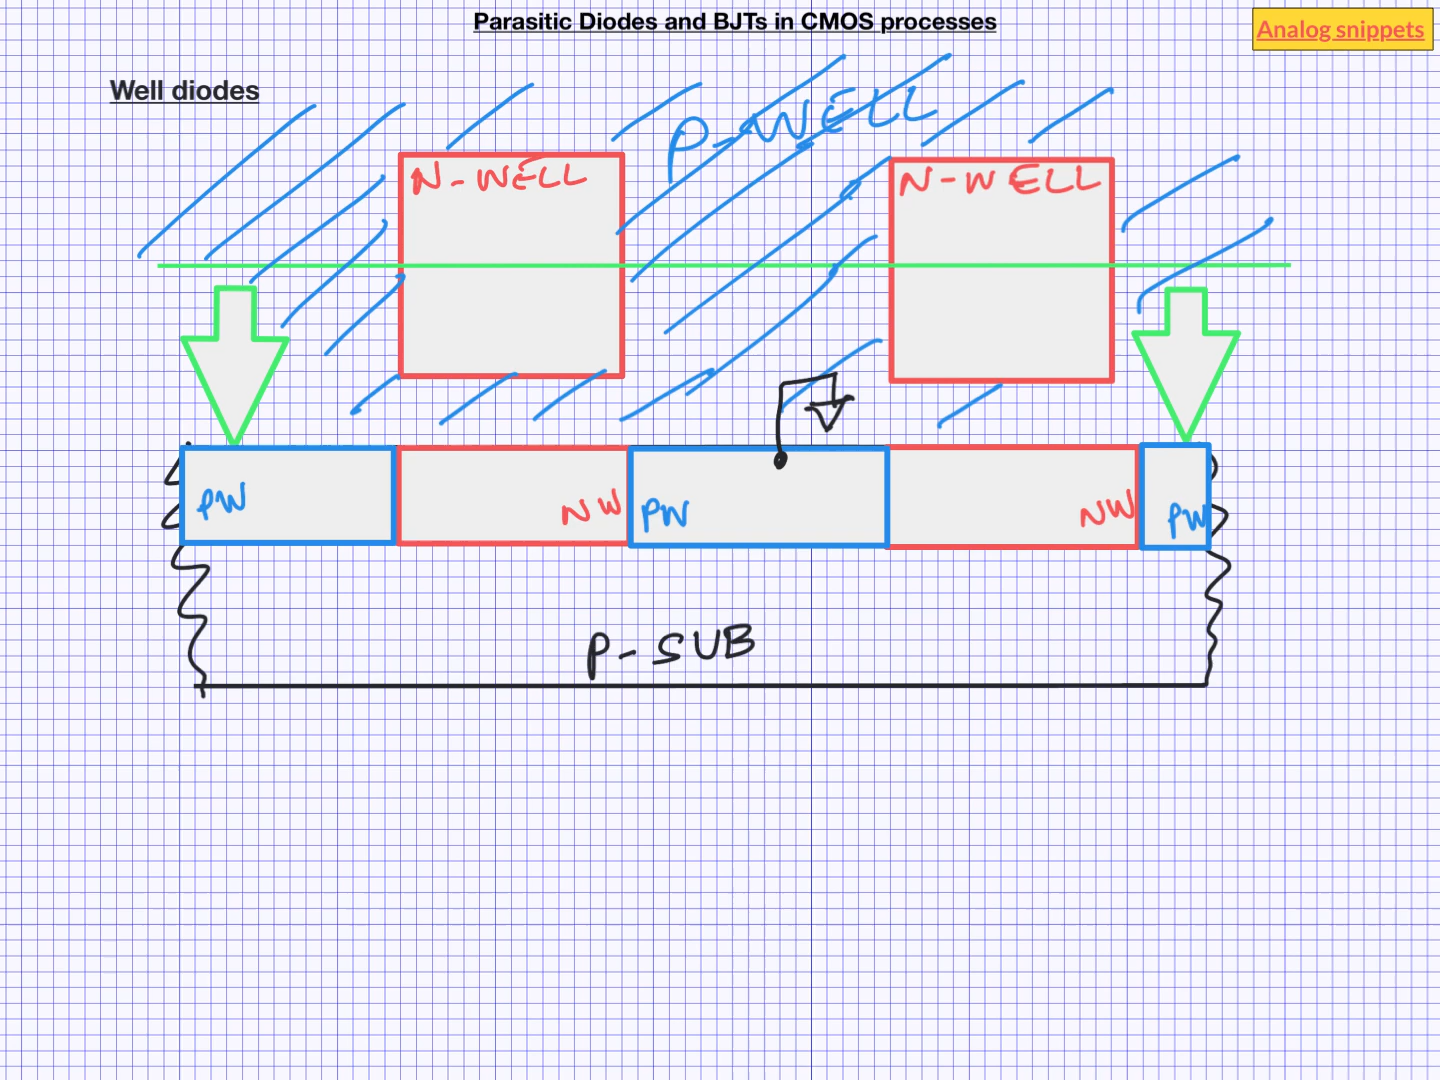 Parasitic Diodes and BJTs in CMOS processes
Analog snippets
Well diodes
P-WELL
N-WELL
N-WELL
PW
NW
PW
NW
PW
P-SUB